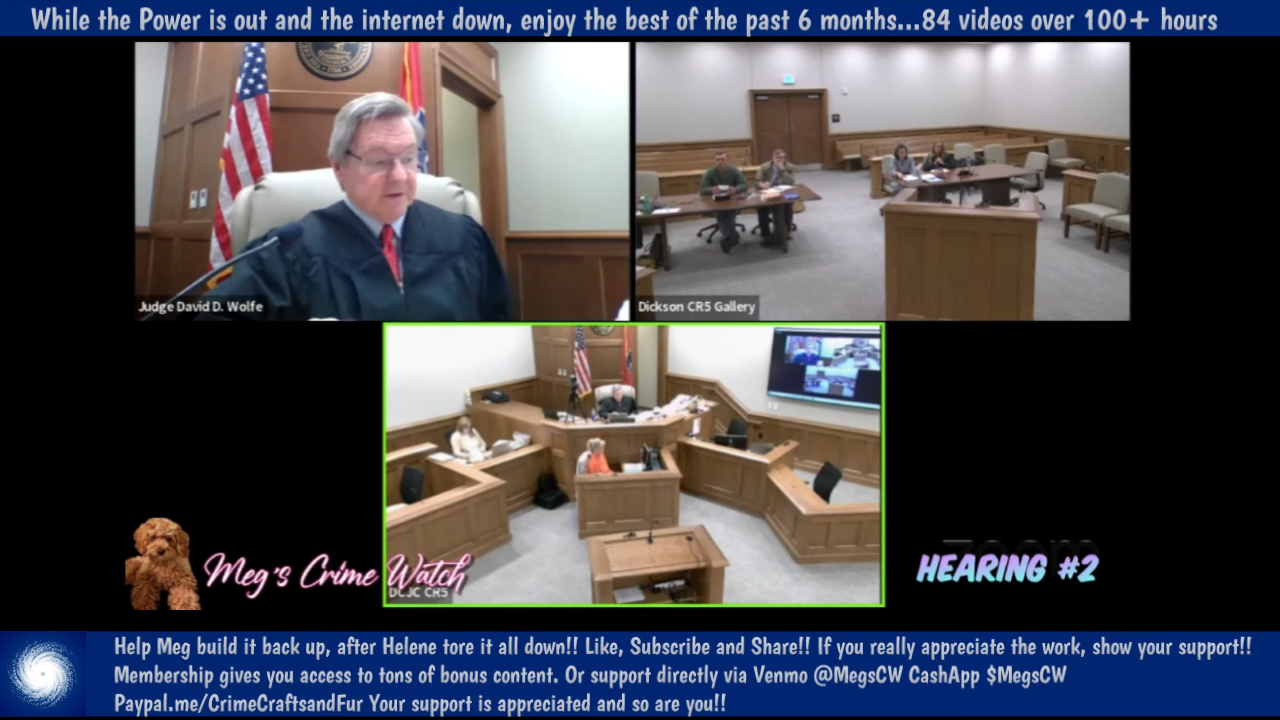 While the Power is out and the internet down, enjoy the best of the past 6 months...84 videos over 100+ hours
Judge David D. Wolfe
Dickson CR5 Gallery
Meg's Crime Watch
DCJC CR5
zoom
HEARING #2
Help Meg build it back up, after Helene tore it all down!! Like, Subscribe and Share!! If you really appreciate the work, show your support!!
Membership gives you access to tons of bonus content. Or support directly via Venmo @MegsCW CashApp $MegsCW
Paypal.me/CrimeCraftsandFur Your support is appreciated and so are you!!